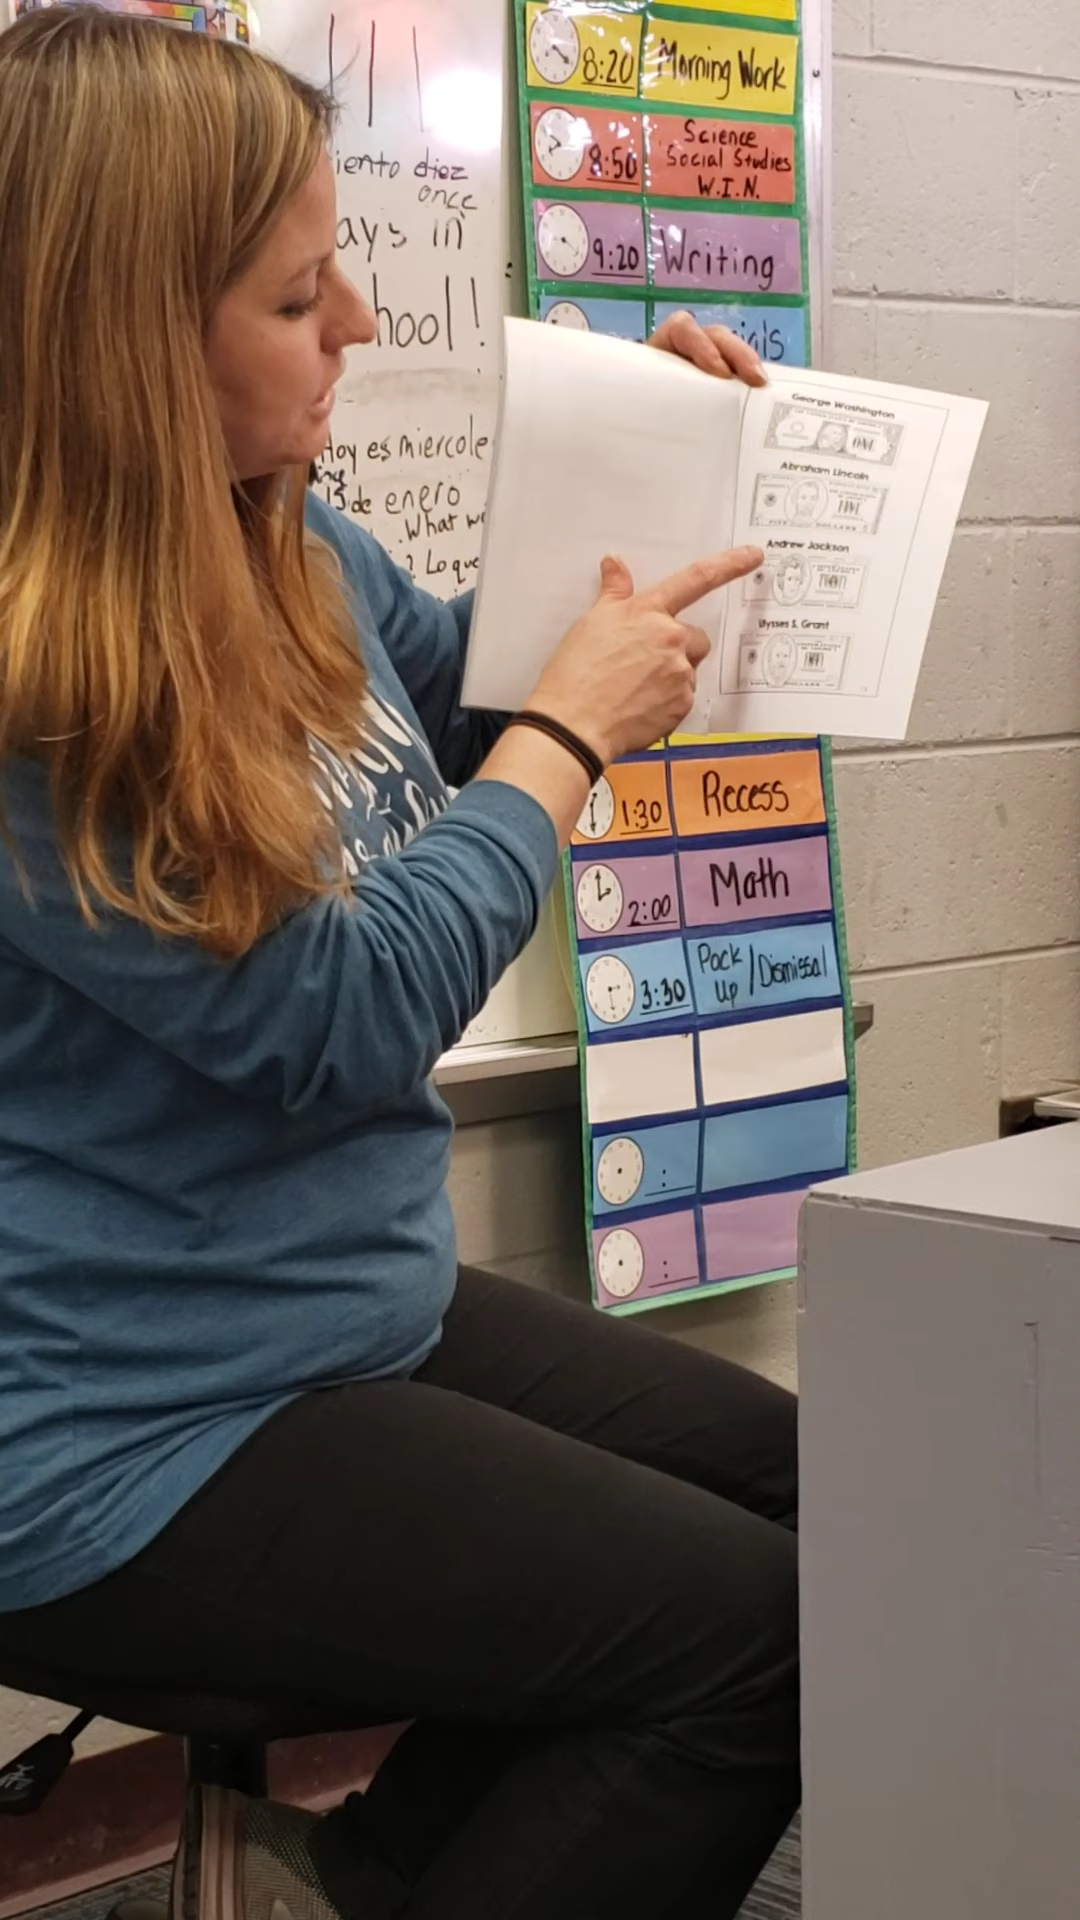 111
iento diez
once
ays in
hool!
Hoy es miercole
15 de enero
What
? Lo que
8:20 Morning Work
8:50 Science
Social Studies
W.I.N.
9:20 Writing
ials
George Washington
ONE
Abraham Lincoln
FIVE
Andrew Jackson
Ulysses S. Grant
1:30 Recess
2:00 Math
3:30 Pack Up / Dismissal
:
: